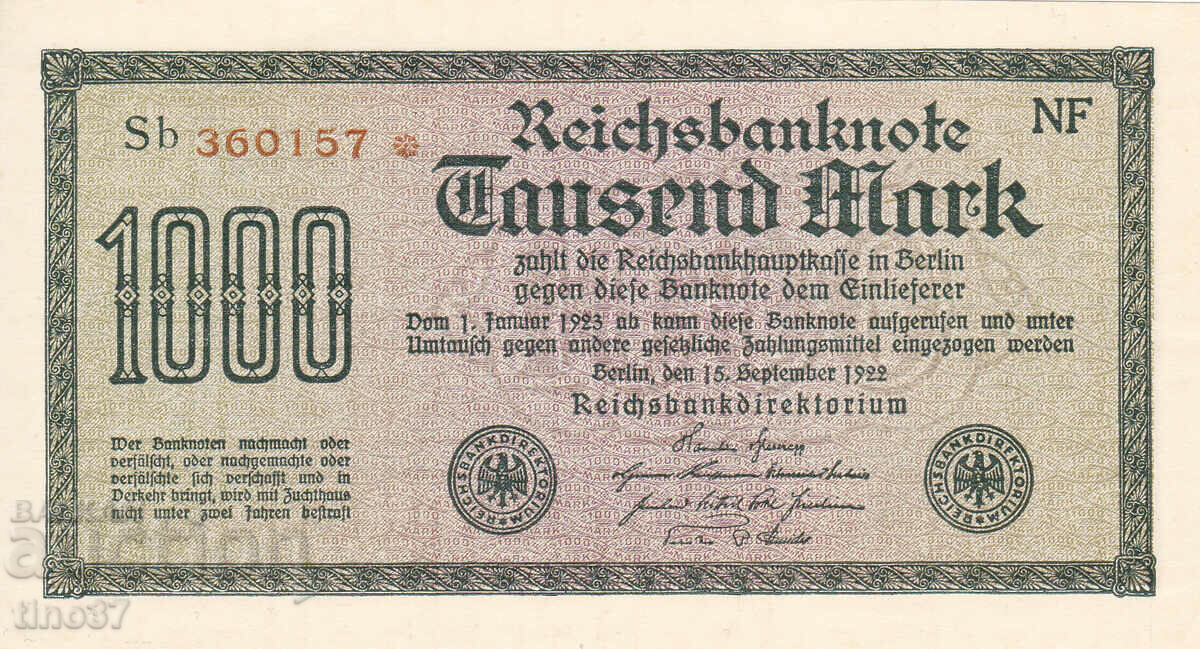 Sb 360157 *
NF
Reichsbanknote
Tausend Mark
1000
zahlt die Reichsbankhauptkasse in Berlin
gegen diese Banknote dem Einlieferer
Vom 1. Januar 1923 ab kann diese Banknote aufgerufen und unter
Umtausch gegen andere gesetzliche Zahlungsmittel eingezogen werden
Berlin, den 15. September 1922
Reichsbankdirektorium
Wer Banknoten nachmacht oder
verfälscht, oder nachgemachte oder
verfälschte sich verschafft und in
Verkehr bringt, wird mit Zuchthaus
nicht unter zwei Jahren bestraft
REICHSBANKDIREKTORIUM
REICHSBANKDIREKTORIUM
auction
tino37